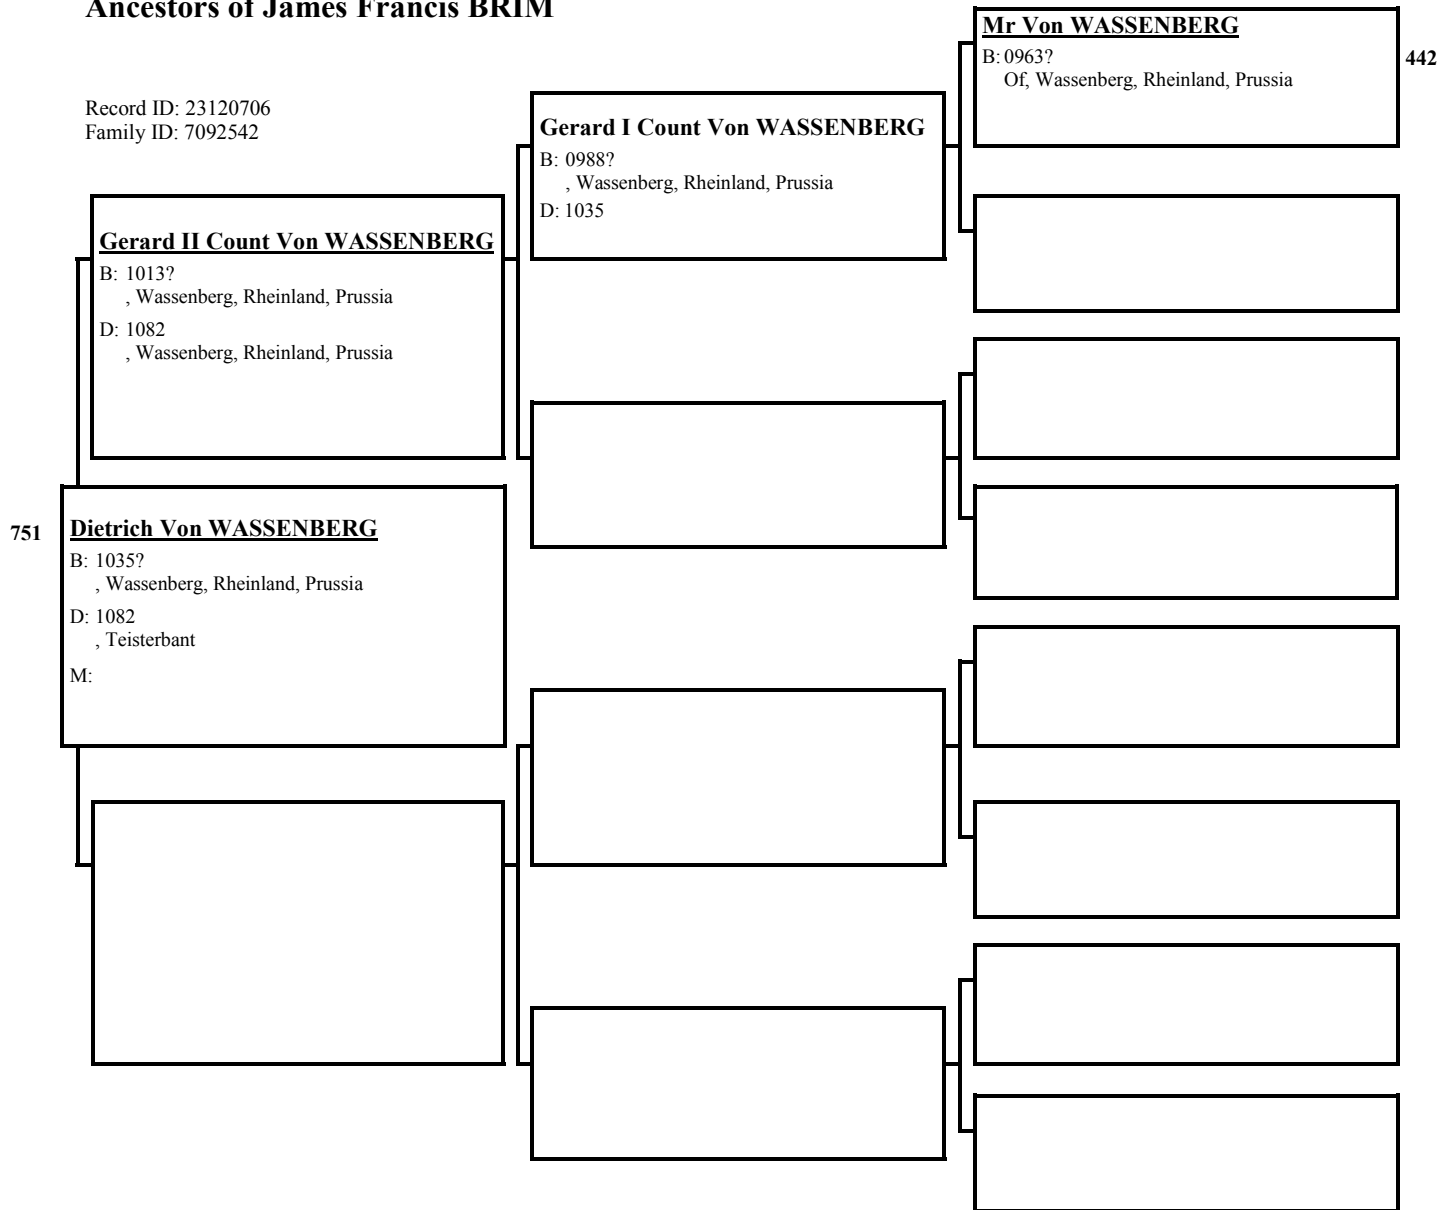 Ancestors of James Francis BRIM
Record ID: 23120706
Family ID: 7092542
Mr Von WASSENBERG
B: 0963?
Of, Wassenberg, Rheinland, Prussia
442
Gerard I Count Von WASSENBERG
B: 0988?
, Wassenberg, Rheinland, Prussia
D: 1035
Gerard II Count Von WASSENBERG
B: 1013?
, Wassenberg, Rheinland, Prussia
D: 1082
, Wassenberg, Rheinland, Prussia
751
Dietrich Von WASSENBERG
B: 1035?
, Wassenberg, Rheinland, Prussia
D: 1082
, Teisterbant
M: